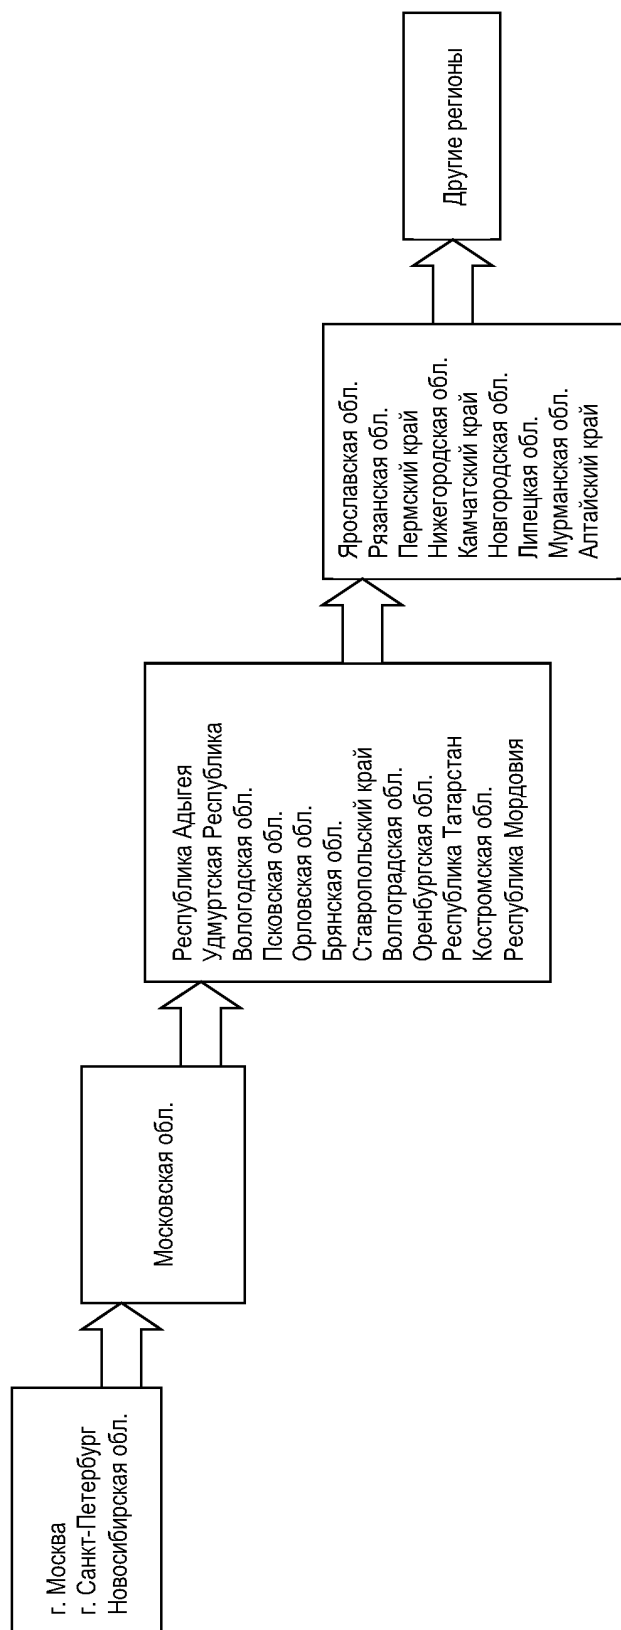 г. Москва
г. Санкт-Петербург
Новосибирская обл.
Московская обл.
Республика Адыгея
Удмуртская Республика
Вологодская обл.
Псковская обл.
Орловская обл.
Брянская обл.
Ставропольский край
Волгоградская обл.
Оренбургская обл.
Республика Татарстан
Костромская обл.
Республика Мордовия
Ярославская обл.
Рязанская обл.
Пермский край
Нижегородская обл.
Камчатский край
Новгородская обл.
Липецкая обл.
Мурманская обл.
Алтайский край
Другие регионы